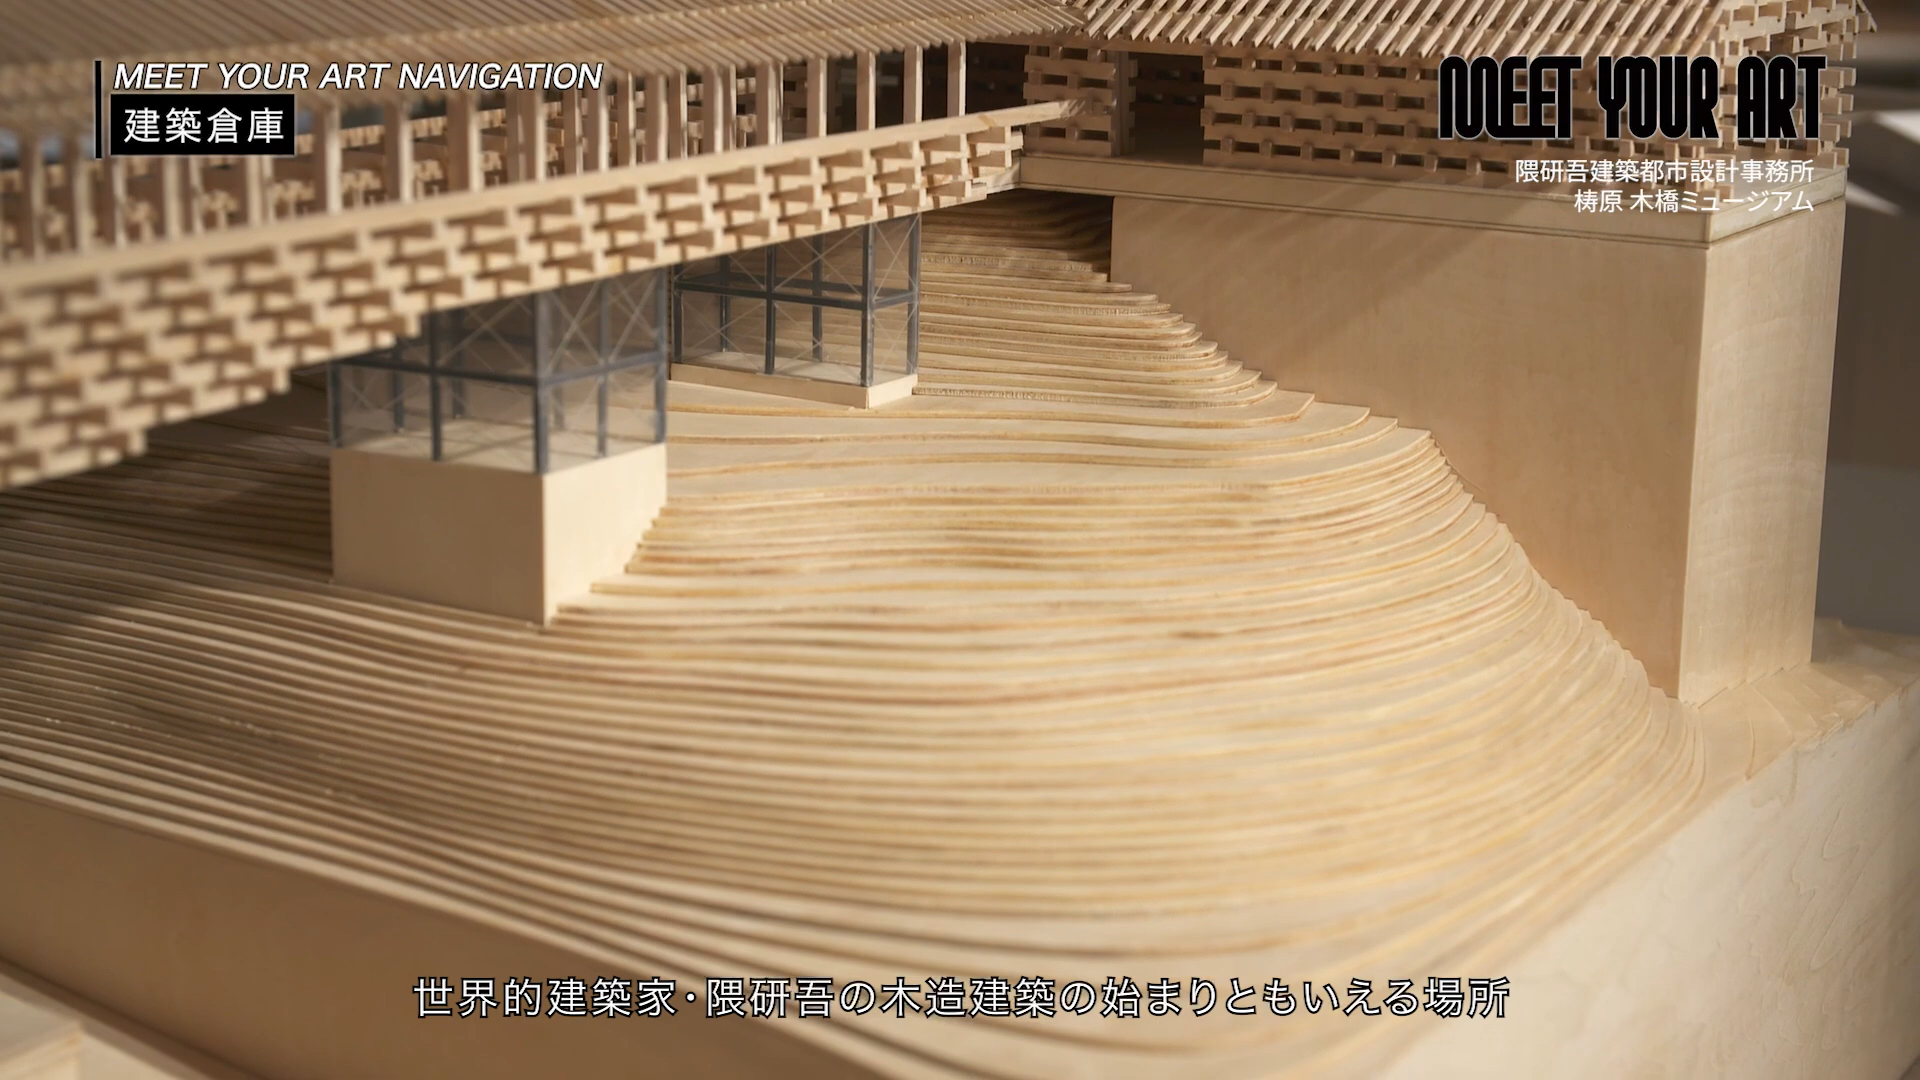 MEET YOUR ART NAVIGATION
建築倉庫
MEET YOUR ART
隈研吾建築都市設計事務所
梼原 木橋ミュージアム
世界的建築家・隈研吾の木造建築の始まりともいえる場所